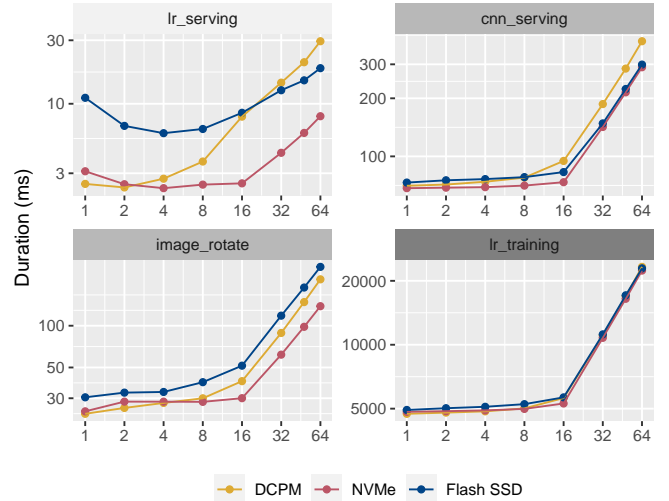 lr_serving
cnn_serving
30
10
3
300
200
100
1 2 4 8 16 32 64
1 2 4 8 16 32 64
Duration (ms)
image_rotate
lr_training
100
50
30
20000
10000
5000
1 2 4 8 16 32 64
1 2 4 8 16 32 64
DCPM NVMe Flash SSD